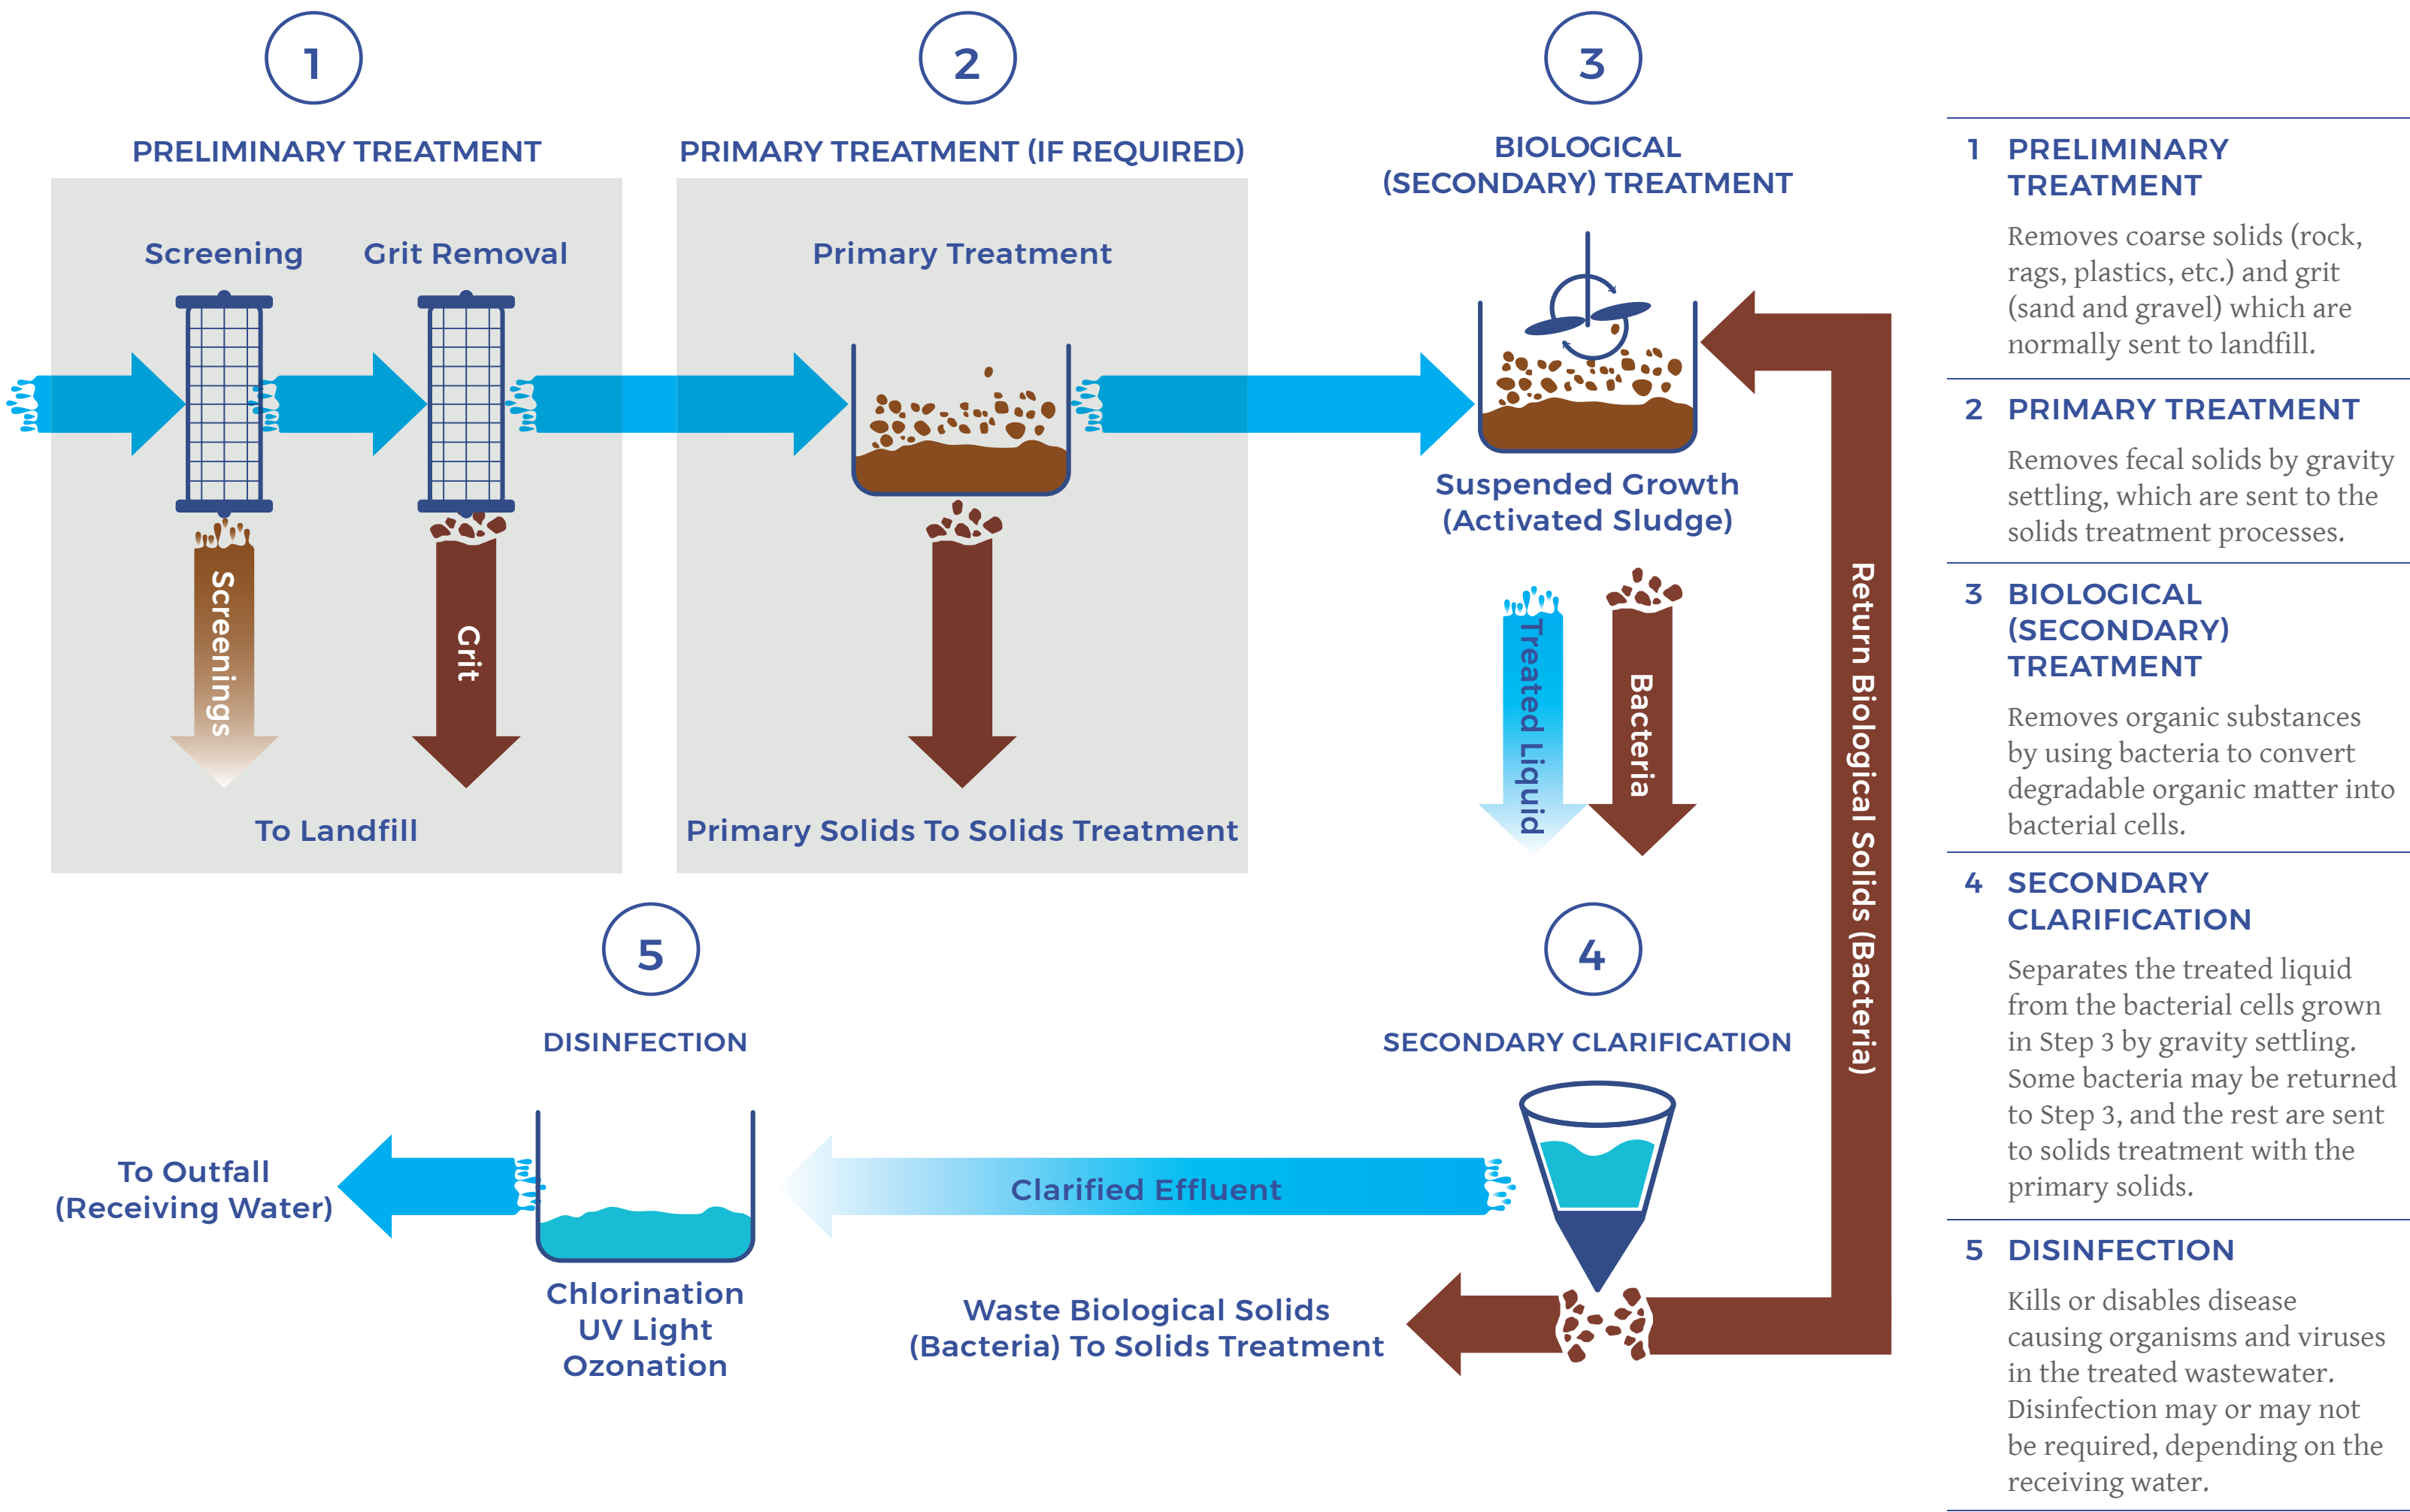 1
PRELIMINARY TREATMENT
Screening
Grit Removal
Screenings
Grit
To Landfill
2
PRIMARY TREATMENT (IF REQUIRED)
Primary Treatment
Primary Solids To Solids Treatment
3
BIOLOGICAL
(SECONDARY) TREATMENT
Suspended Growth
(Activated Sludge)
Treated Liquid
Bacteria
Return Biological Solids (Bacteria)
4
SECONDARY CLARIFICATION
Clarified Effluent
Waste Biological Solids
(Bacteria) To Solids Treatment
5
DISINFECTION
Chlorination
UV Light
Ozonation
To Outfall
(Receiving Water)
1 PRELIMINARY
TREATMENT
Removes coarse solids (rock,
rags, plastics, etc.) and grit
(sand and gravel) which are
normally sent to landfill.
2 PRIMARY TREATMENT
Removes fecal solids by gravity
settling, which are sent to the
solids treatment processes.
3 BIOLOGICAL
(SECONDARY)
TREATMENT
Removes organic substances
by using bacteria to convert
degradable organic matter into
bacterial cells.
4 SECONDARY
CLARIFICATION
Separates the treated liquid
from the bacterial cells grown
in Step 3 by gravity settling.
Some bacteria may be returned
to Step 3, and the rest are sent
to solids treatment with the
primary solids.
5 DISINFECTION
Kills or disables disease
causing organisms and viruses
in the treated wastewater.
Disinfection may or may not
be required, depending on the
receiving water.